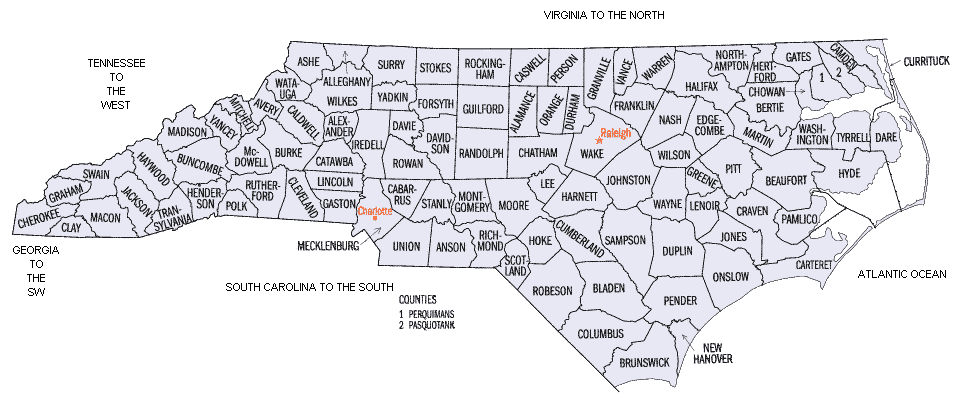 VIRGINIA TO THE NORTH
TENNESSEE
TO
THE
WEST
ASHE
ALLEGHANY
SURRY
STOKES
ROCKING-
HAM
CASWELL
PERSON
GRANVILLE
VANCE
WARREN
NORTH-
AMPTON
HERT-
FORD
GATES
CAMDEN
CURRITUCK
1
2
WATA-
UGA
WILKES
YADKIN
FORSYTH
GUILFORD
ALAMANCE
ORANGE
DURHAM
FRANKLIN
HALIFAX
CHOWAN
BERTIE
MITCHELL
AVERY
CALDWELL
ALEX-
ANDER
IREDELL
DAVIE
DAVID-
SON
RANDOLPH
CHATHAM
Raleigh
WAKE
NASH
EDGE-
COMBE
MARTIN
WASH-
INGTON
TYRRELL
DARE
MADISON
YANCEY
Mc-
DOWELL
BURKE
CATAWBA
ROWAN
WILSON
PITT
BEAUFORT
HYDE
SWAIN
HAYWOOD
BUNCOMBE
RUTHER-
FORD
CLEVELAND
LINCOLN
GASTON
CABAR-
RUS
STANLY
MONT-
GOMERY
MOORE
LEE
HARNETT
JOHNSTON
GREENE
WAYNE
LENOIR
CRAVEN
PAMLICO
GRAHAM
CHEROKEE
CLAY
MACON
JACKSON
TRAN-
SYLVANIA
HENDER
SON
POLK
Charlotte
MECKLENBURG
UNION
ANSON
RICH-
MOND
SCOT-
LAND
HOKE
CUMBERLAND
SAMPSON
DUPLIN
JONES
ONSLOW
CARTERET
GEORGIA
TO
THE
SW
SOUTH CAROLINA TO THE SOUTH
ATLANTIC OCEAN
ROBESON
BLADEN
PENDER
COLUMBUS
BRUNSWICK
NEW
HANOVER
COUNTIES
1 PERQUIMANS
2 PASQUOTANK